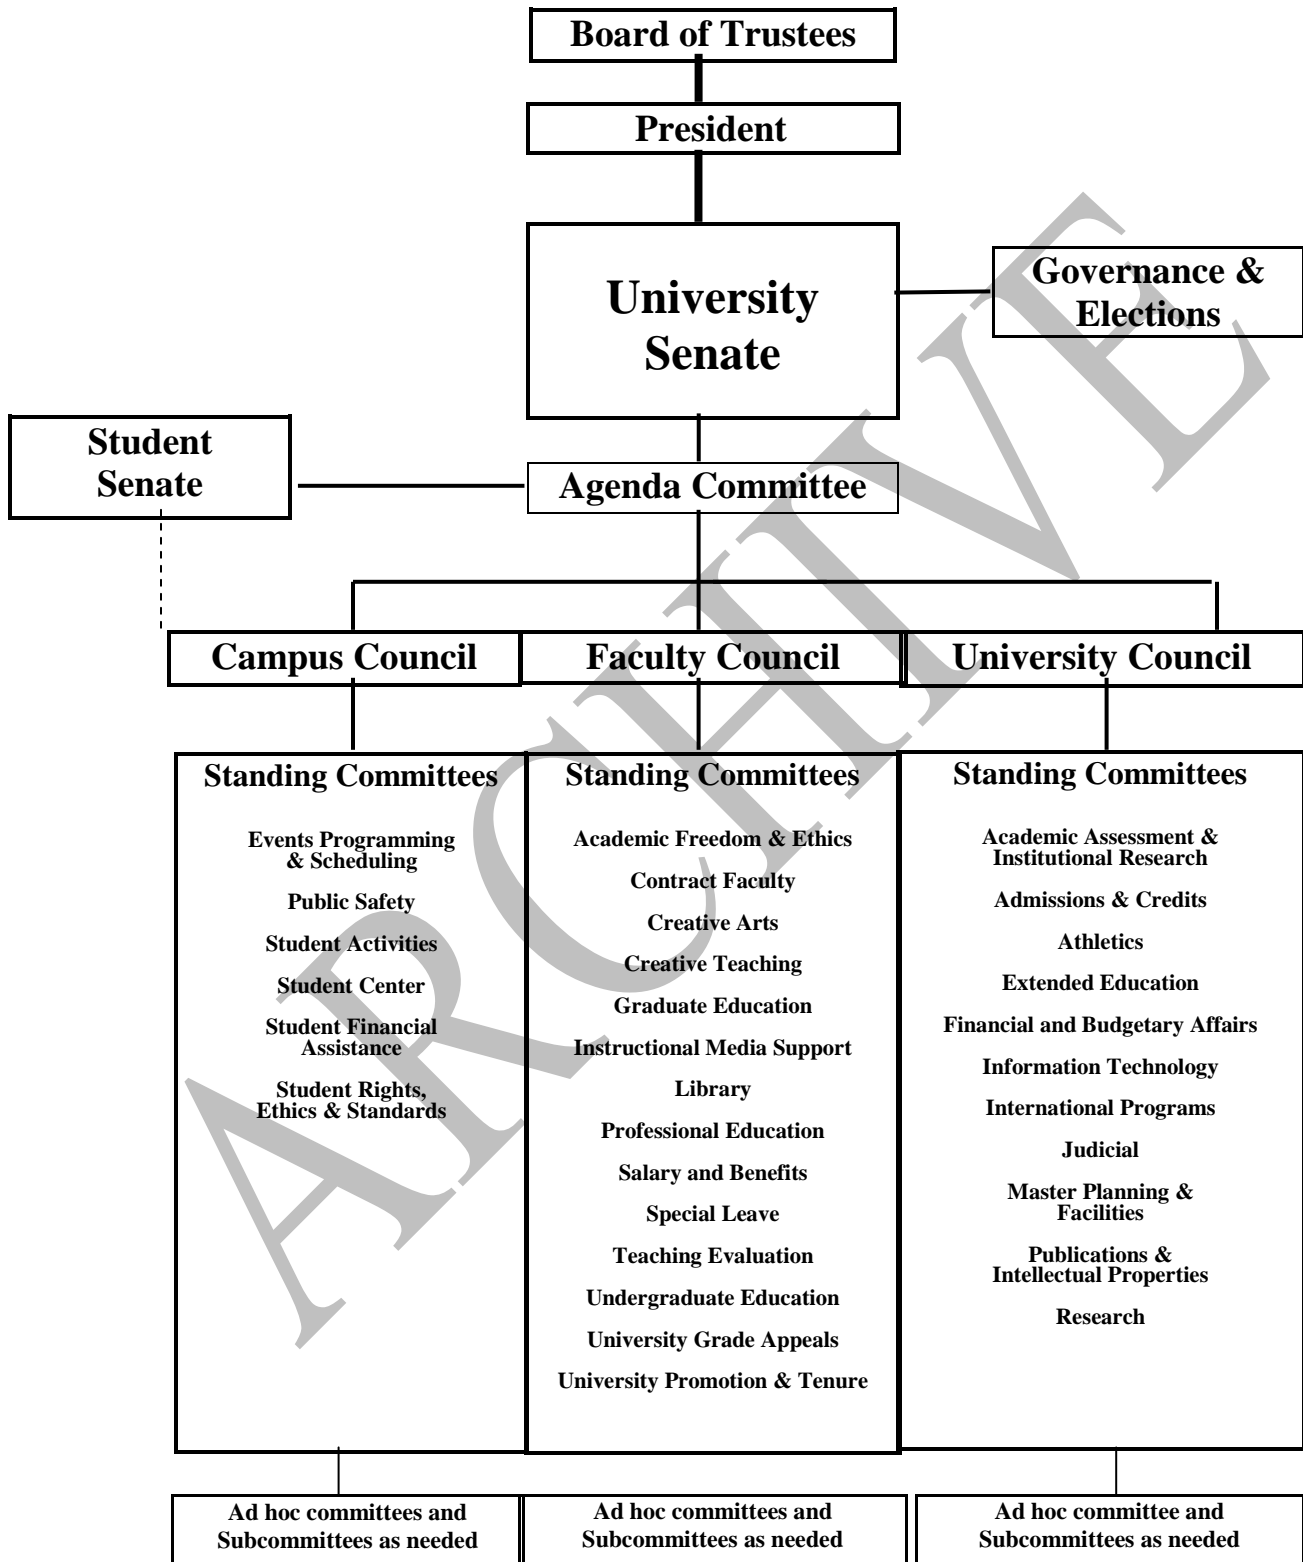 Board of Trustees
President
University
Senate
Governance &
Elections
Student
Senate
Agenda Committee
Campus Council
Faculty Council
University Council
Standing Committees
Events Programming
& Scheduling
Public Safety
Student Activities
Student Center
Student Financial
Assistance
Student Rights,
Ethics & Standards
Standing Committees
Academic Freedom & Ethics
Contract Faculty
Creative Arts
Creative Teaching
Graduate Education
Instructional Media Support
Library
Professional Education
Salary and Benefits
Special Leave
Teaching Evaluation
Undergraduate Education
University Grade Appeals
University Promotion & Tenure
Standing Committees
Academic Assessment &
Institutional Research
Admissions & Credits
Athletics
Extended Education
Financial and Budgetary Affairs
Information Technology
International Programs
Judicial
Master Planning &
Facilities
Publications &
Intellectual Properties
Research
Ad hoc committees and
Subcommittees as needed
Ad hoc committees and
Subcommittees as needed
Ad hoc committee and
Subcommittees as needed
ARCHIVE